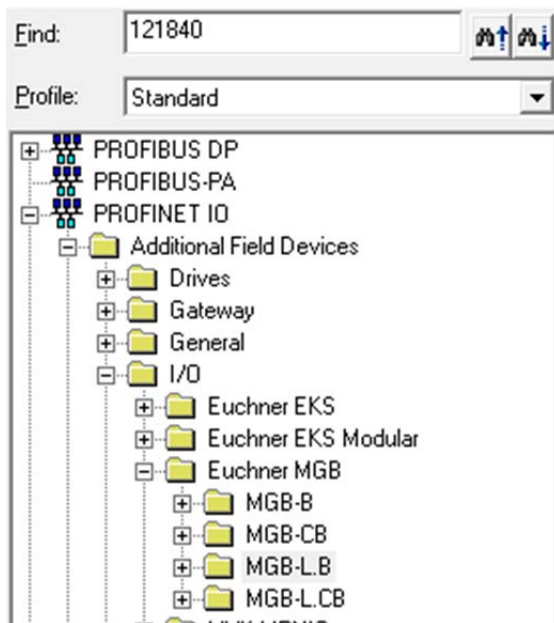 Find: 121840
Profile: Standard
PROFIBUS DP
PROFIBUS-PA
PROFINET IO
Additional Field Devices
Drives
Gateway
General
I/O
Euchner EKS
Euchner EKS Modular
Euchner MGB
MGB-B
MGB-CB
MGB-L.B
MGB-L.CB